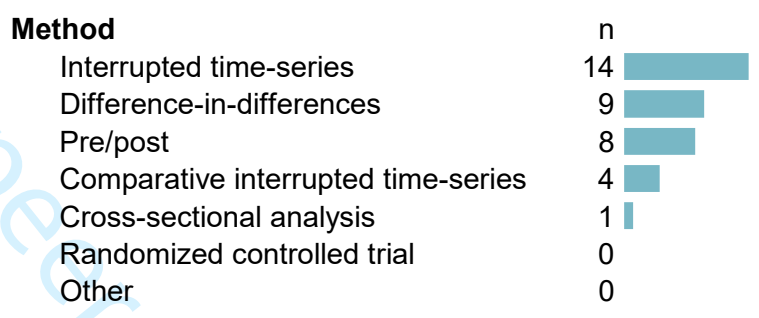 Method n
Interrupted time-series 14
Difference-in-differences 9
Pre/post 8
Comparative interrupted time-series 4
Cross-sectional analysis 1
Randomized controlled trial 0
Other 0
peer